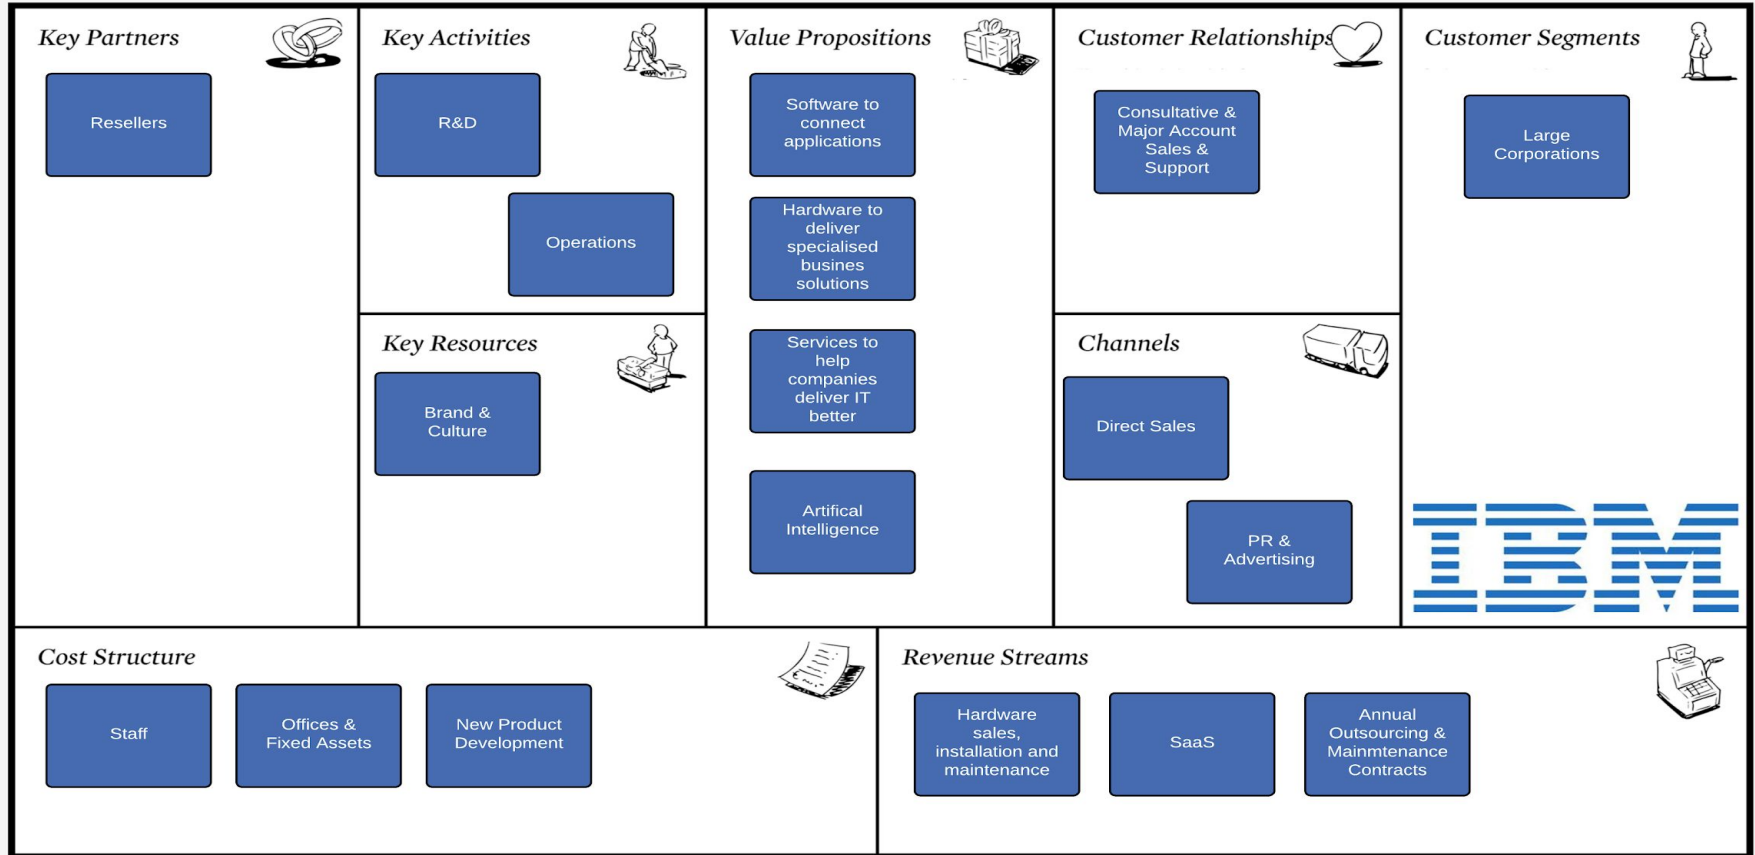 Key Partners
Resellers
Key Activities
R&D
Operations
Key Resources
Brand &
Culture
Value Propositions
Software to
connect
applications
Hardware to
deliver
specialised
busines
solutions
Services to
help
companies
deliver IT
better
Artifical
Intelligence
Customer Relationships
Consultative &
Major Account
Sales &
Support
Channels
Direct Sales
PR &
Advertising
Customer Segments
Large
Corporations
IBM
Cost Structure
Staff
Offices &
Fixed Assets
New Product
Development
Revenue Streams
Hardware
sales,
installation and
maintenance
SaaS
Annual
Outsourcing &
Mainmtenance
Contracts